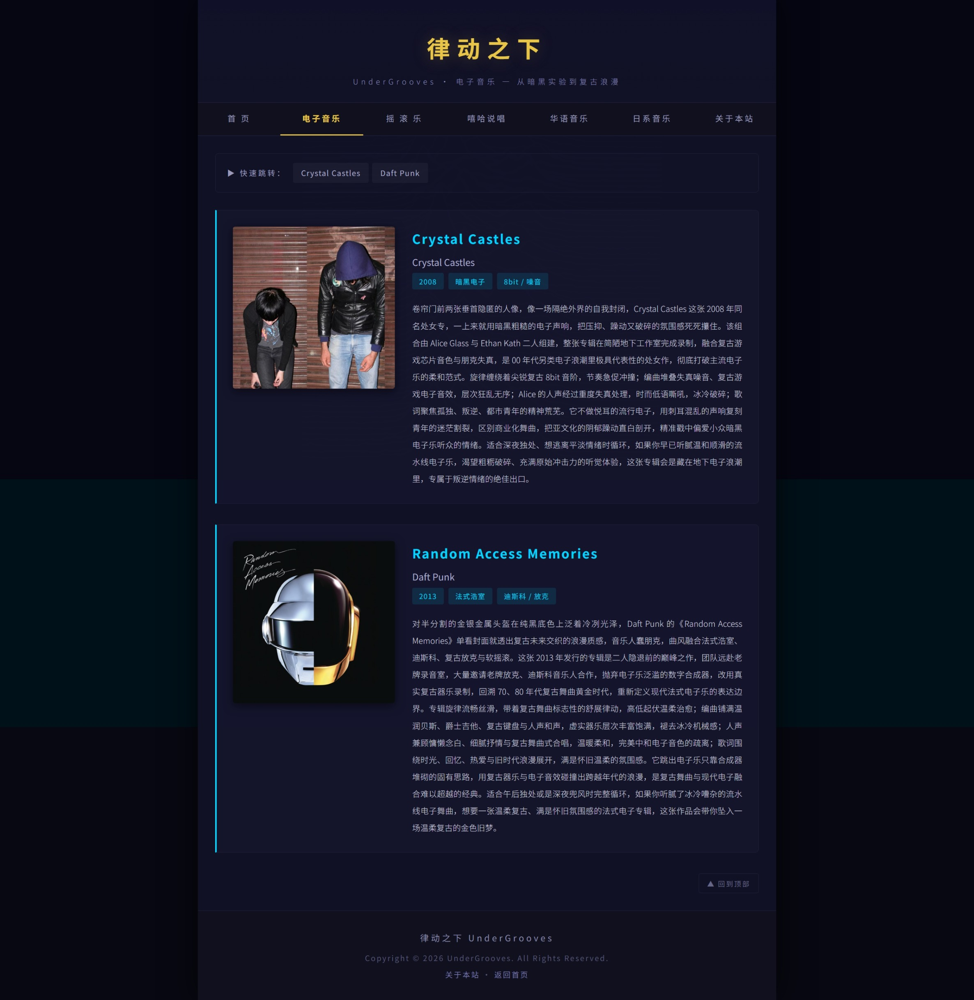 律动之下
UnderGrooves · 电子音乐 — 从暗黑实验到复古浪漫
首 页
电子音乐
摇 滚 乐
嘻哈说唱
华语音乐
日系音乐
关于本站
▶ 快速跳转：
Crystal Castles
Daft Punk
Crystal Castles
Crystal Castles
2008
暗黑电子
8bit / 噪音
卷帘门前两张垂首隐匿的人像，像一场隔绝外界的自我封闭，Crystal Castles 这张 2008 年同
名处女专，一上来就用暗黑粗糙的电子声响，把压抑、躁动又破碎的氛围感死死攥住。该组
合由 Alice Glass 与 Ethan Kath 二人组建，整张专辑在简陋地下工作室完成录制，融合复古游
戏芯片音色与朋克失真，是 00 年代另类电子浪潮里极具代表性的处女作，彻底打破主流电子
乐的柔和范式。旋律缠绕着尖锐复古 8bit 音阶，节奏急促冲撞；编曲堆叠失真噪音、复古游
戏电子音效，层次狂乱无序；Alice 的人声经过重度失真处理，时而低语嘶吼，冰冷破碎；歌
词聚焦孤独、叛逆、都市青年的精神荒芜。它不做悦耳的流行电子，用刺耳混乱的声响复刻
青年的迷茫割裂，区别商业化舞曲，把亚文化的阴郁躁动直白剖开，精准戳中偏爱小众暗黑
电子乐听众的情绪。适合深夜独处、想逃离平淡情绪时循环，如果你早已听腻温和顺滑的流
水线电子乐，渴望粗粝破碎、充满原始冲击力的听觉体验，这张专辑会是藏在地下电子浪潮
里，专属于叛逆情绪的绝佳出口。
Random
Access
Memories
Random Access Memories
Daft Punk
2013
法式浩室
迪斯科 / 放克
对半分割的金银金属头盔在纯黑底色上泛着冷冽光泽，Daft Punk 的《Random Access
Memories》单看封面就透出复古未来交织的浪漫质感，音乐人蠢朋克，曲风融合法式浩室、
迪斯科、复古放克与软摇滚。这张 2013 年发行的专辑是二人隐退前的巅峰之作，团队远赴老
牌录音室，大量邀请老牌放克、迪斯科音乐人合作，抛弃电子乐泛滥的数字合成器，改用真
实复古器乐录制，回溯 70、80 年代复古舞曲黄金时代，重新定义现代法式电子乐的表达边
界。专辑旋律流畅丝滑，带着复古舞曲标志性的舒展律动，高低起伏温柔治愈；编曲铺满温
润贝斯、爵士吉他、复古键盘与人声和声，虚实器乐层次丰富饱满，褪去冰冷机械感；人声
兼顾慵懒念白、细腻抒情与复古舞曲式合唱，温暖柔和，完美中和电子音色的疏离；歌词围
绕时光、回忆、热爱与旧时代浪漫展开，满是怀旧温柔的氛围感。它跳出电子乐只靠合成器
堆砌的固有思路，用复古器乐与电子音效碰撞出跨越年代的浪漫，是复古舞曲与现代电子融
合难以超越的经典。适合午后独处或是深夜兜风时完整循环，如果你听腻了冰冷嘈杂的流水
线电子舞曲，想要一张温柔复古、满是怀旧氛围感的法式电子专辑，这张作品会带你坠入一
场温柔复古的金色旧梦。
▲ 回到顶部
律动之下 UnderGrooves
Copyright © 2026 UnderGrooves. All Rights Reserved.
关于本站 · 返回首页